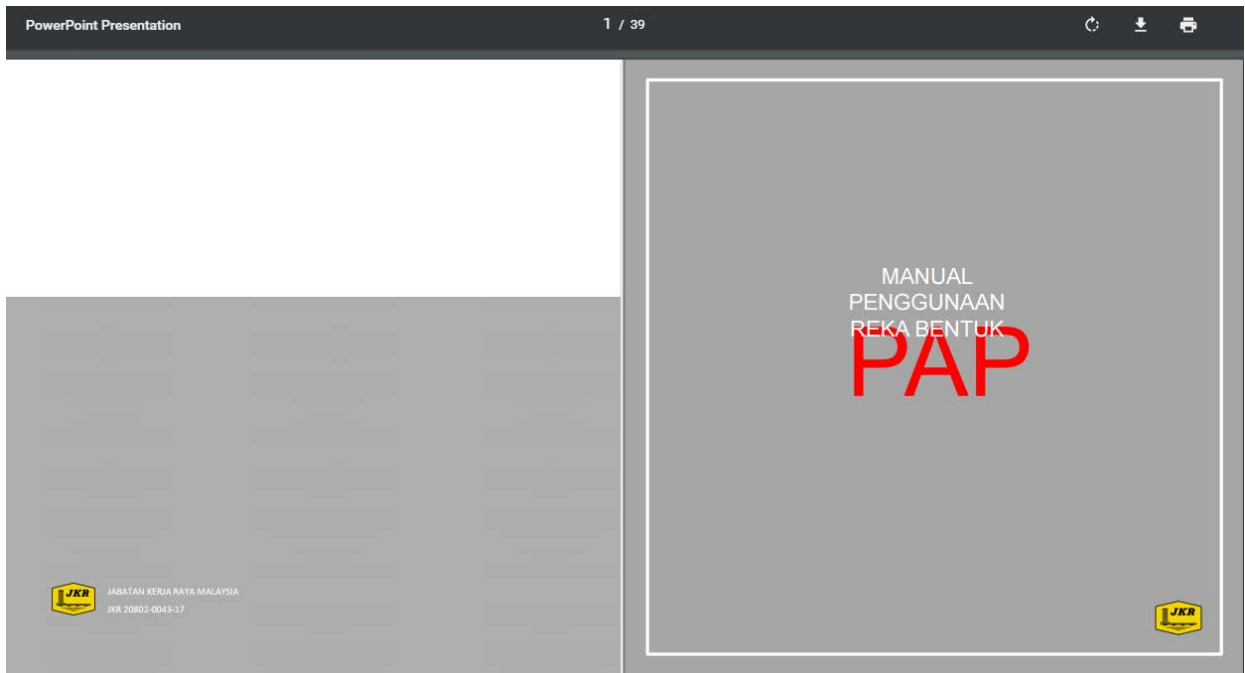 PowerPoint Presentation
1 / 39
JKR
JABATAN KERJA RAYA MALAYSIA
JKR 20802-0043-17
MANUAL
PENGGUNAAN
REKA BENTUK
PAP
JKR